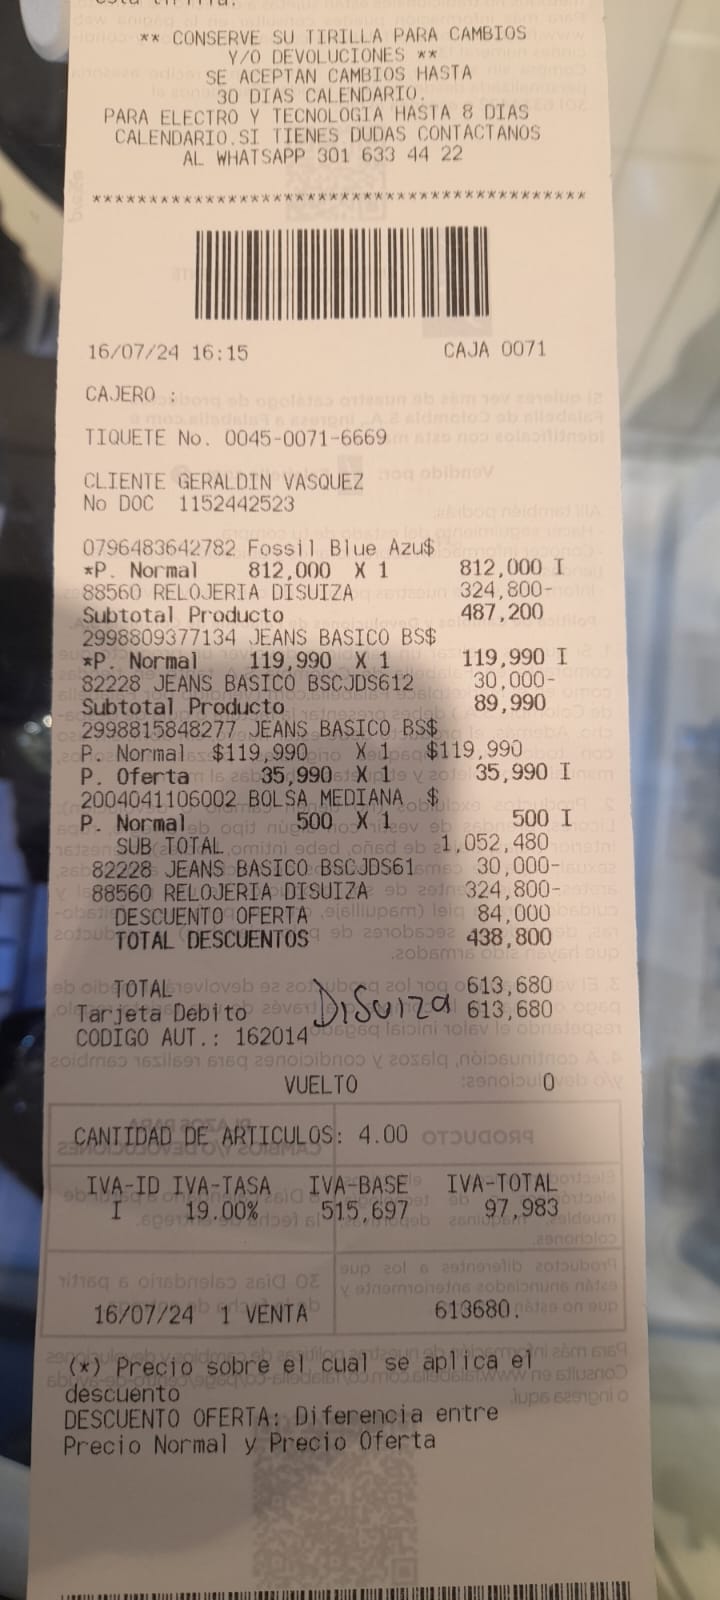 ** CONSERVE SU TIRILLA PARA CAMBIOS
Y/O DEVOLUCIONES **
SE ACEPTAN CAMBIOS HASTA
30 DIAS CALENDARIO.
PARA ELECTRO Y TECNOLOGIA HASTA 8 DIAS
CALENDARIO.SI TIENES DUDAS CONTACTANOS
AL WHATSAPP 301 633 44 22
********************************************
16/07/24 16:15 CAJA 0071
CAJERO :
TIQUETE No. 0045-0071-6669
CLIENTE GERALDIN VASQUEZ
No DOC 1152442523
0796483642782 Fossil Blue Azu$
*P. Normal 812,000 X 1 812,000 I
88560 RELOJERIA DISUIZA 324,800-
Subtotal Producto 487,200
2998809377134 JEANS BASICO BS$
*P. Normal 119,990 X 1 119,990 I
82228 JEANS BASICO BSCJDS612 30,000-
Subtotal Producto 89,990
2998815848277 JEANS BASICO BS$
P. Normal $119,990 X 1 $119,990
P. Oferta 35,990 X 1 35,990 I
2004041106002 BOLSA MEDIANA $
P. Normal 500 X 1 500 I
SUB TOTAL 1,052,480
82228 JEANS BASICO BSCJDS61 30,000-
88560 RELOJERIA DISUIZA 324,800-
DESCUENTO OFERTA 84,000
TOTAL DESCUENTOS 438,800
TOTAL 613,680
Tarjeta Debito DISuiza 613,680
CODIGO AUT.: 162014
VUELTO 0
CANTIDAD DE ARTICULOS: 4.00
IVA-ID IVA-TASA IVA-BASE IVA-TOTAL
I 19.00% 515,697 97,983
16/07/24 1 VENTA 613680.
(*) Precio sobre el cual se aplica el
descuento
DESCUENTO OFERTA: Diferencia entre
Precio Normal y Precio Oferta